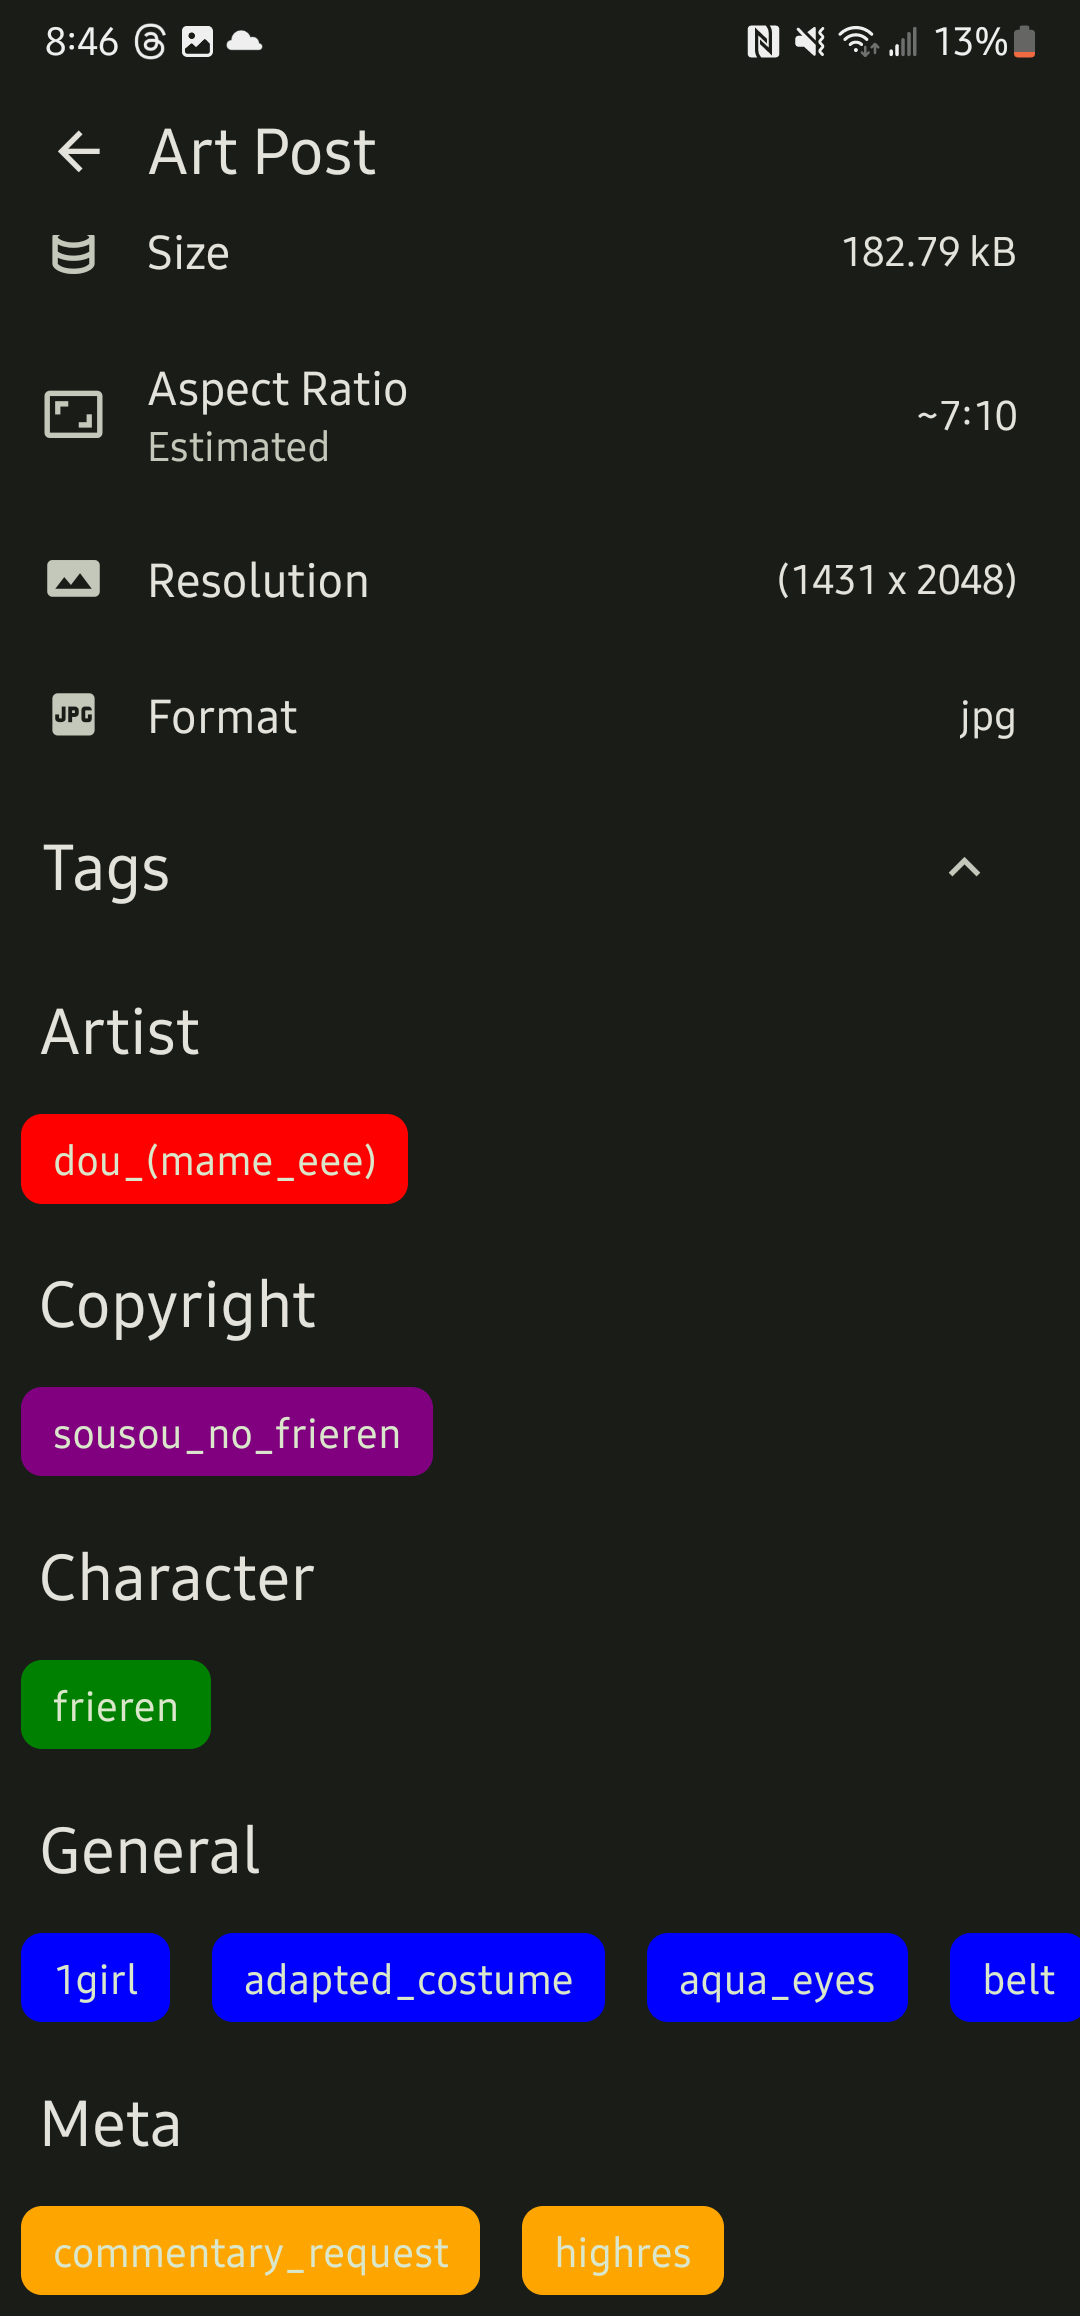 8:46 13%
Art Post
Size 182.79 kB
Aspect Ratio
Estimated ~7:10
Resolution (1431 x 2048)
JPG Format jpg
Tags
Artist
dou_(mame_eee)
Copyright
sousou_no_frieren
Character
frieren
General
1girl adapted_costume aqua_eyes belt
Meta
commentary_request highres